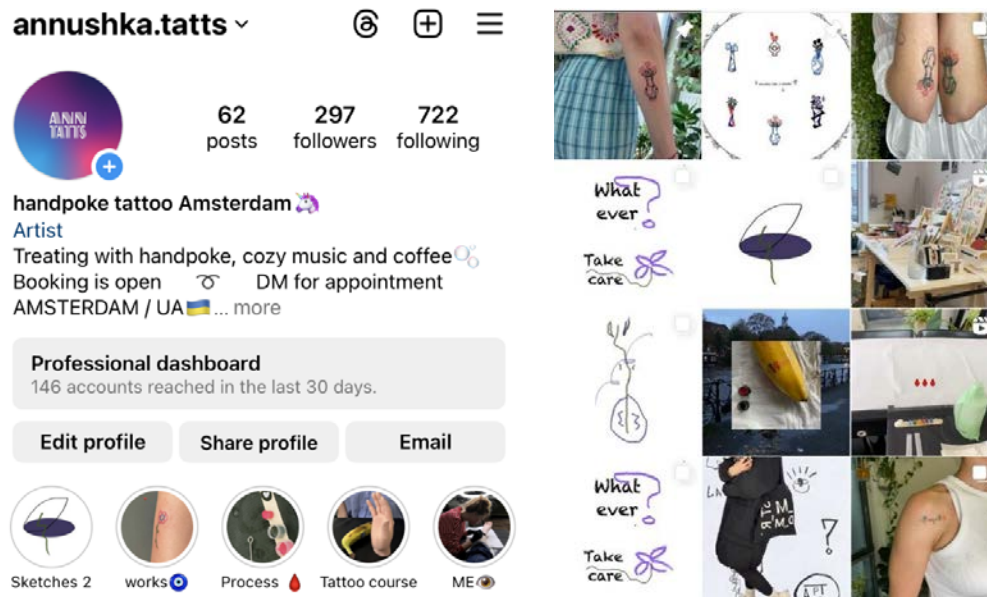 annushka.tatts
ANN
TATTS
62 297 722
posts followers following
handpoke tattoo Amsterdam🦄
Artist
Treating with handpoke, cozy music and coffee🫧
Booking is open ➰ DM for appointment
AMSTERDAM / UA🇺🇦... more
Professional dashboard
146 accounts reached in the last 30 days.
Edit profile Share profile Email
Sketches 2 works🧿 Process 🩸 Tattoo course ME👁️
What
ever ?
Take
care
What
ever ?
Take
care
?